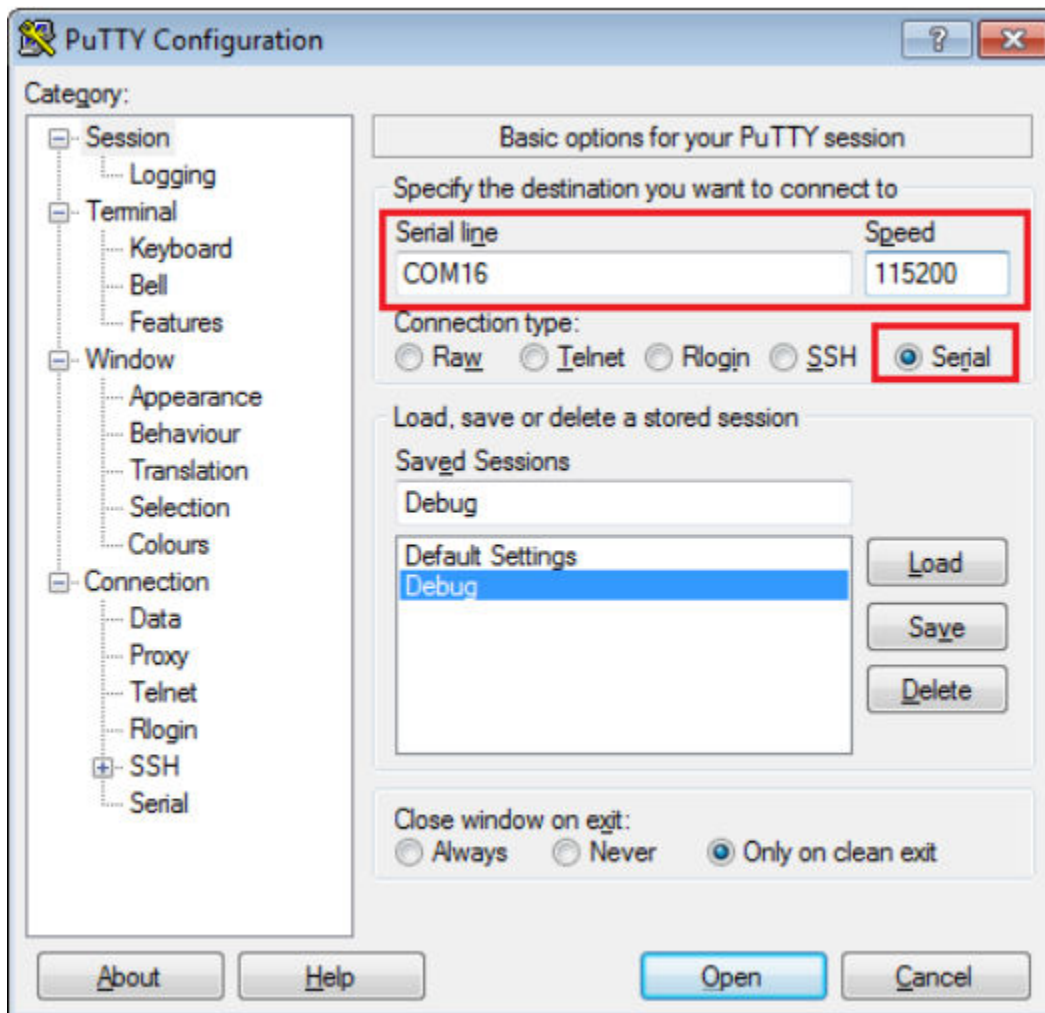 PuTTY Configuration
Category:
Session
Logging
Terminal
Keyboard
Bell
Features
Window
Appearance
Behaviour
Translation
Selection
Colours
Connection
Data
Proxy
Telnet
Rlogin
SSH
Serial
Basic options for your PuTTY session
Specify the destination you want to connect to
Serial line Speed
COM16 115200
Connection type:
Raw Telnet Rlogin SSH Serial
Load, save or delete a stored session
Saved Sessions
Debug
Default Settings
Debug
Load
Save
Delete
Close window on exit:
Always Never Only on clean exit
About Help Open Cancel